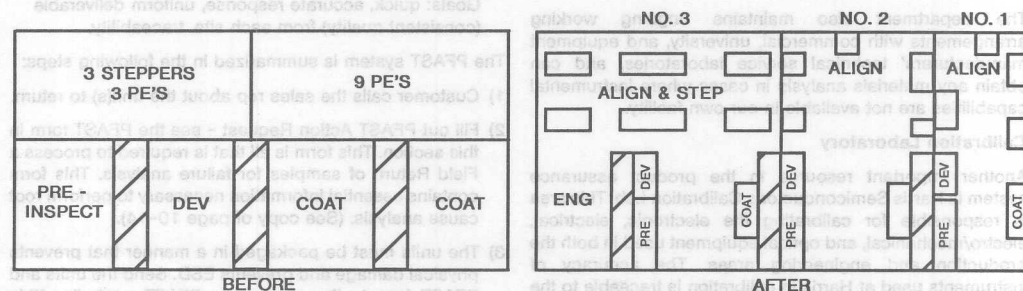 3 STEPPERS
3 PE'S
9 PE'S
PRE -
INSPECT
DEV
COAT
COAT
BEFORE
NO. 3
NO. 2
NO. 1
ALIGN
ALIGN
ALIGN & STEP
ENG
PRE
DEV
COAT
PRE
DEV
COAT
PRE
DEV
COAT
AFTER